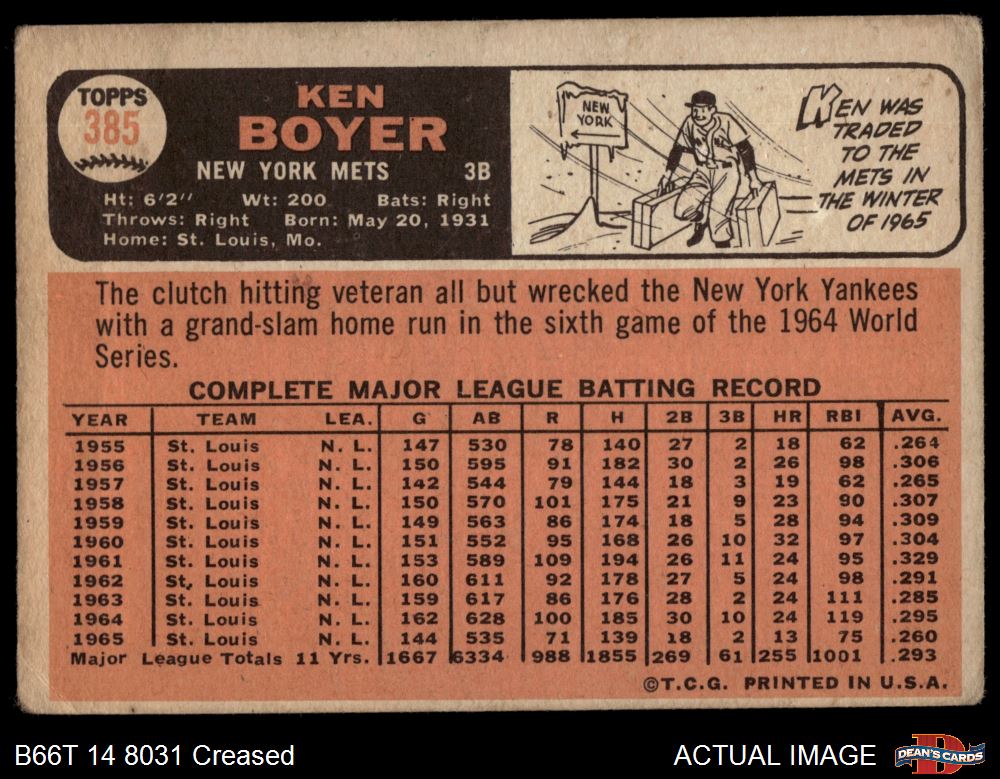 TOPPS
385
KEN
BOYER
NEW YORK METS 3B
Ht: 6'2" Wt: 200 Bats: Right
Throws: Right Born: May 20, 1931
Home: St. Louis, Mo.
NEW
YORK
KEN WAS
TRADED
TO THE
METS IN
THE WINTER
OF 1965
The clutch hitting veteran all but wrecked the New York Yankees
with a grand-slam home run in the sixth game of the 1964 World
Series.
COMPLETE MAJOR LEAGUE BATTING RECORD
YEAR TEAM LEA. G AB R H 2B 3B HR RBI AVG.
1955 St. Louis N. L. 147 530 78 140 27 2 18 62 .264
1956 St. Louis N. L. 150 595 91 182 30 2 26 98 .306
1957 St. Louis N. L. 142 544 79 144 18 3 19 62 .265
1958 St. Louis N. L. 150 570 101 175 21 9 23 90 .307
1959 St. Louis N. L. 149 563 86 174 18 5 28 94 .309
1960 St. Louis N. L. 151 552 95 168 26 10 32 97 .304
1961 St. Louis N. L. 153 589 109 194 26 11 24 95 .329
1962 St. Louis N. L. 160 611 92 178 27 5 24 98 .291
1963 St. Louis N. L. 159 617 86 176 28 2 24 111 .285
1964 St. Louis N. L. 162 628 100 185 30 10 24 119 .295
1965 St. Louis N. L. 144 535 71 139 18 2 13 75 .260
Major League Totals 11 Yrs. 1667 6334 988 1855 269 61 255 1001 .293
©T.C.G. PRINTED IN U.S.A.
B66T 14 8031 Creased
ACTUAL IMAGE
D
DEAN'S CARDS